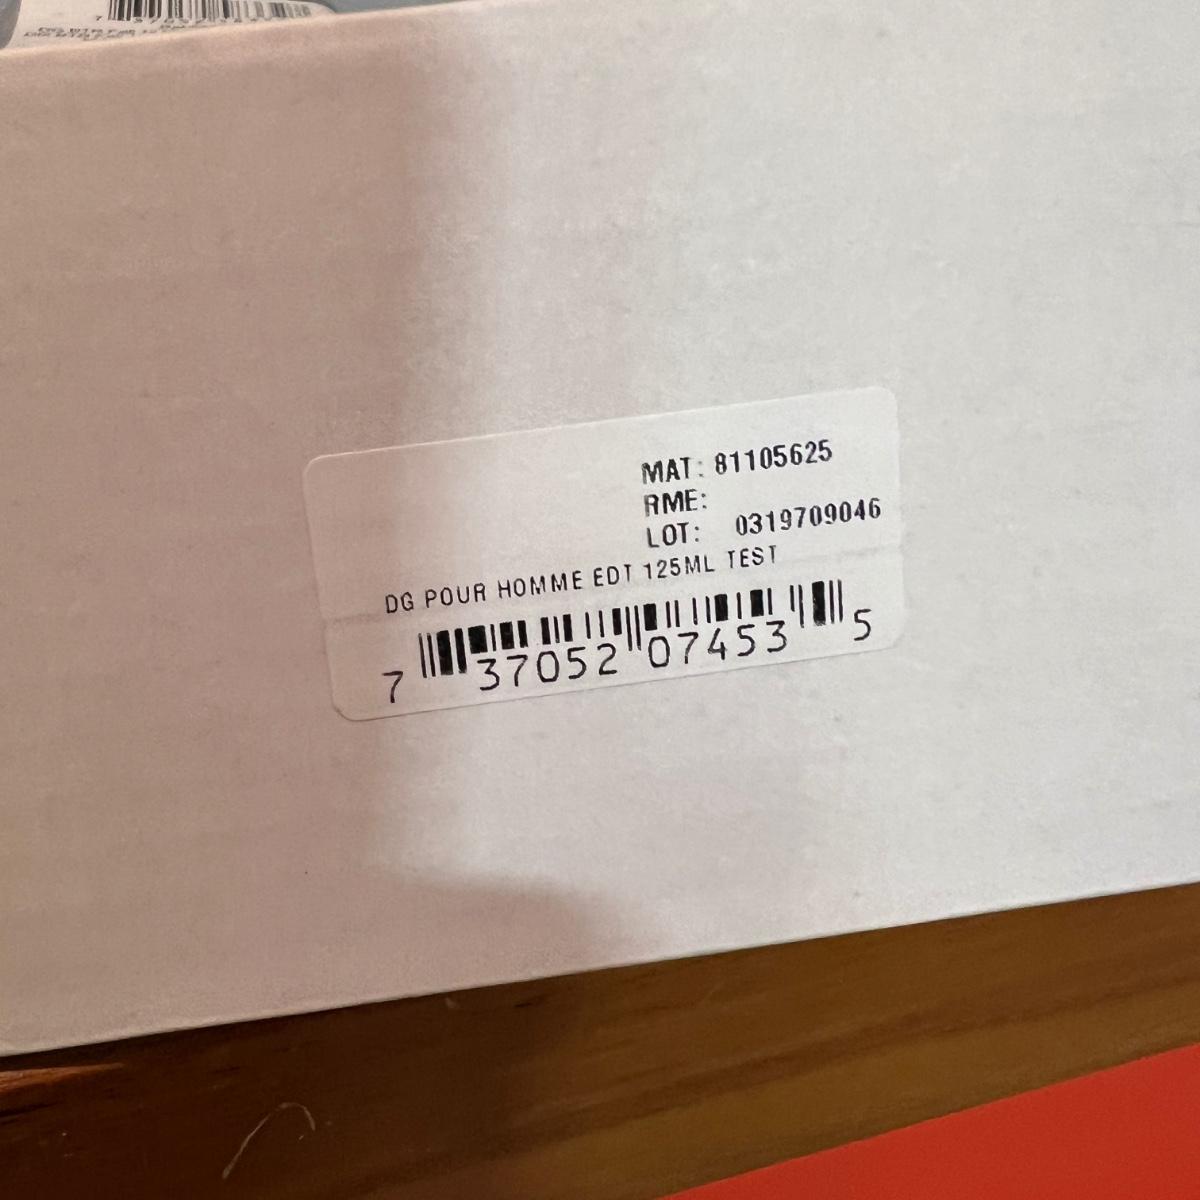 MAT: 81105625
RME:
LOT: 0319709046
DG POUR HOMME EDT 125ML TEST
7 37052 07453 5